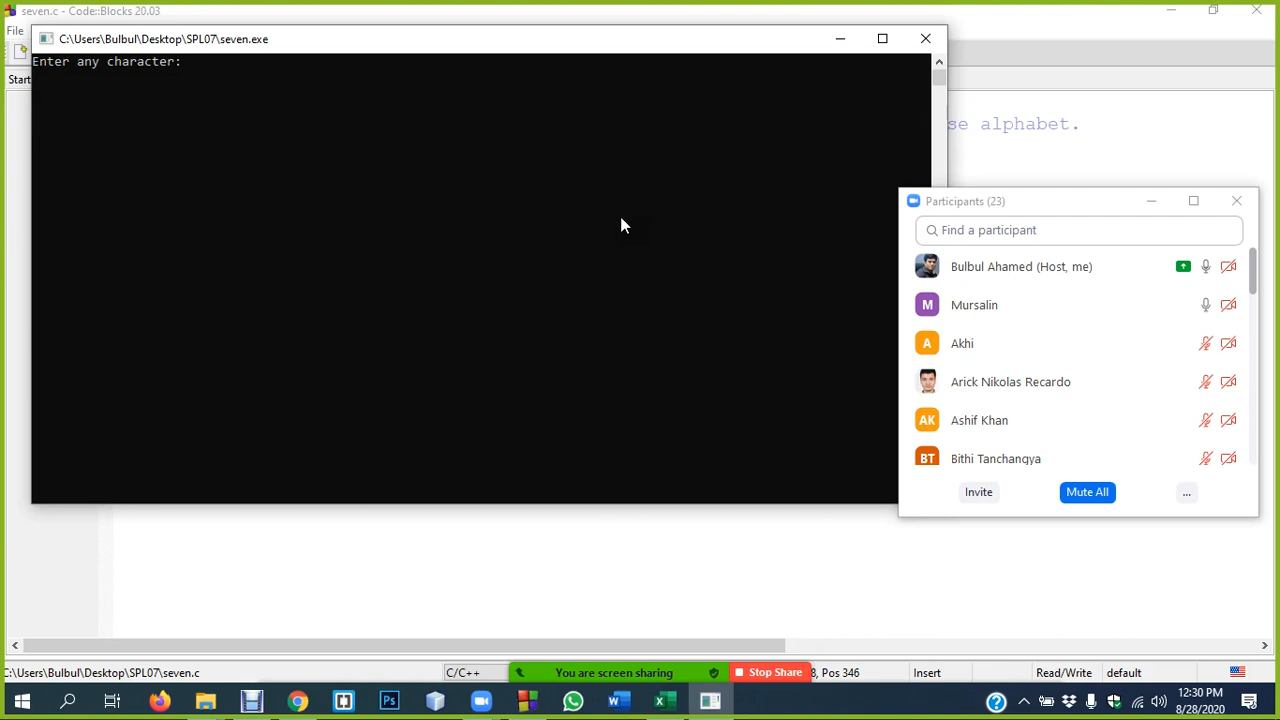 seven.c - Code::Blocks 20.03
File
C:\Users\Bulbul\Desktop\SPL07\seven.exe
Enter any character:
Start
se alphabet.
Participants (23)
Find a participant
Bulbul Ahamed (Host, me)
M Mursalin
A Akhi
Arick Nikolas Recardo
AK Ashif Khan
BT Bithi Tanchangya
Invite
Mute All
...
C:\Users\Bulbul\Desktop\SPL07\seven.c
C/C++
You are screen sharing
Stop Share
8, Pos 346
Insert
Read/Write
default
12:30 PM
8/28/2020